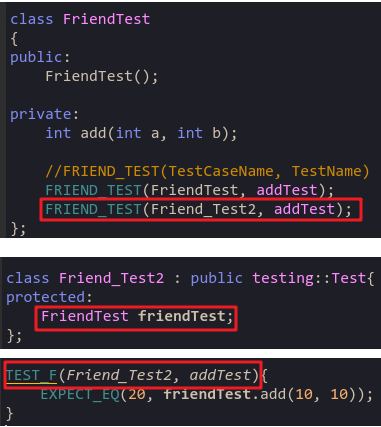 class FriendTest
{
public:
    FriendTest();
private:
    int add(int a, int b);
    //FRIEND_TEST(TestCaseName, TestName)
    FRIEND_TEST(FriendTest, addTest);
    FRIEND_TEST(Friend_Test2, addTest);
};
class Friend_Test2 : public testing::Test{
protected:
    FriendTest friendTest;
};
TEST_F(Friend_Test2, addTest){
    EXPECT_EQ(20, friendTest.add(10, 10));
}